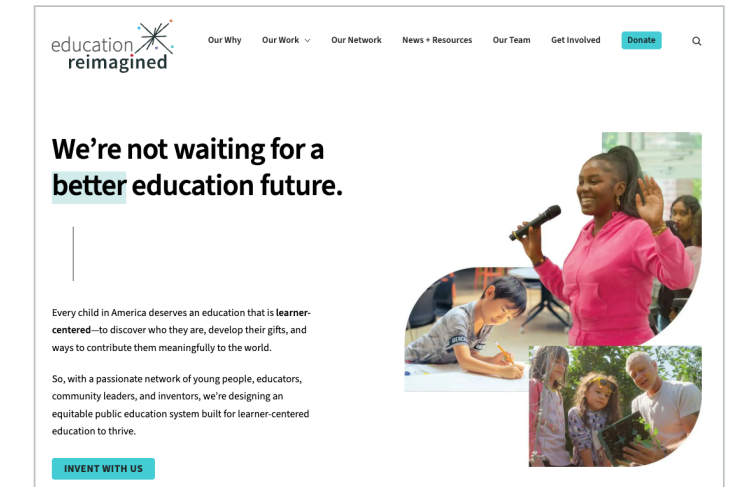 education
reimagined
Our Why
Our Work
Our Network
News + Resources
Our Team
Get Involved
Donate
We're not waiting for a
better education future.
Every child in America deserves an education that is learner-
centered—to discover who they are, develop their gifts, and
ways to contribute them meaningfully to the world.
So, with a passionate network of young people, educators,
community leaders, and inventors, we're designing an
equitable public education system built for learner-centered
education to thrive.
INVENT WITH US